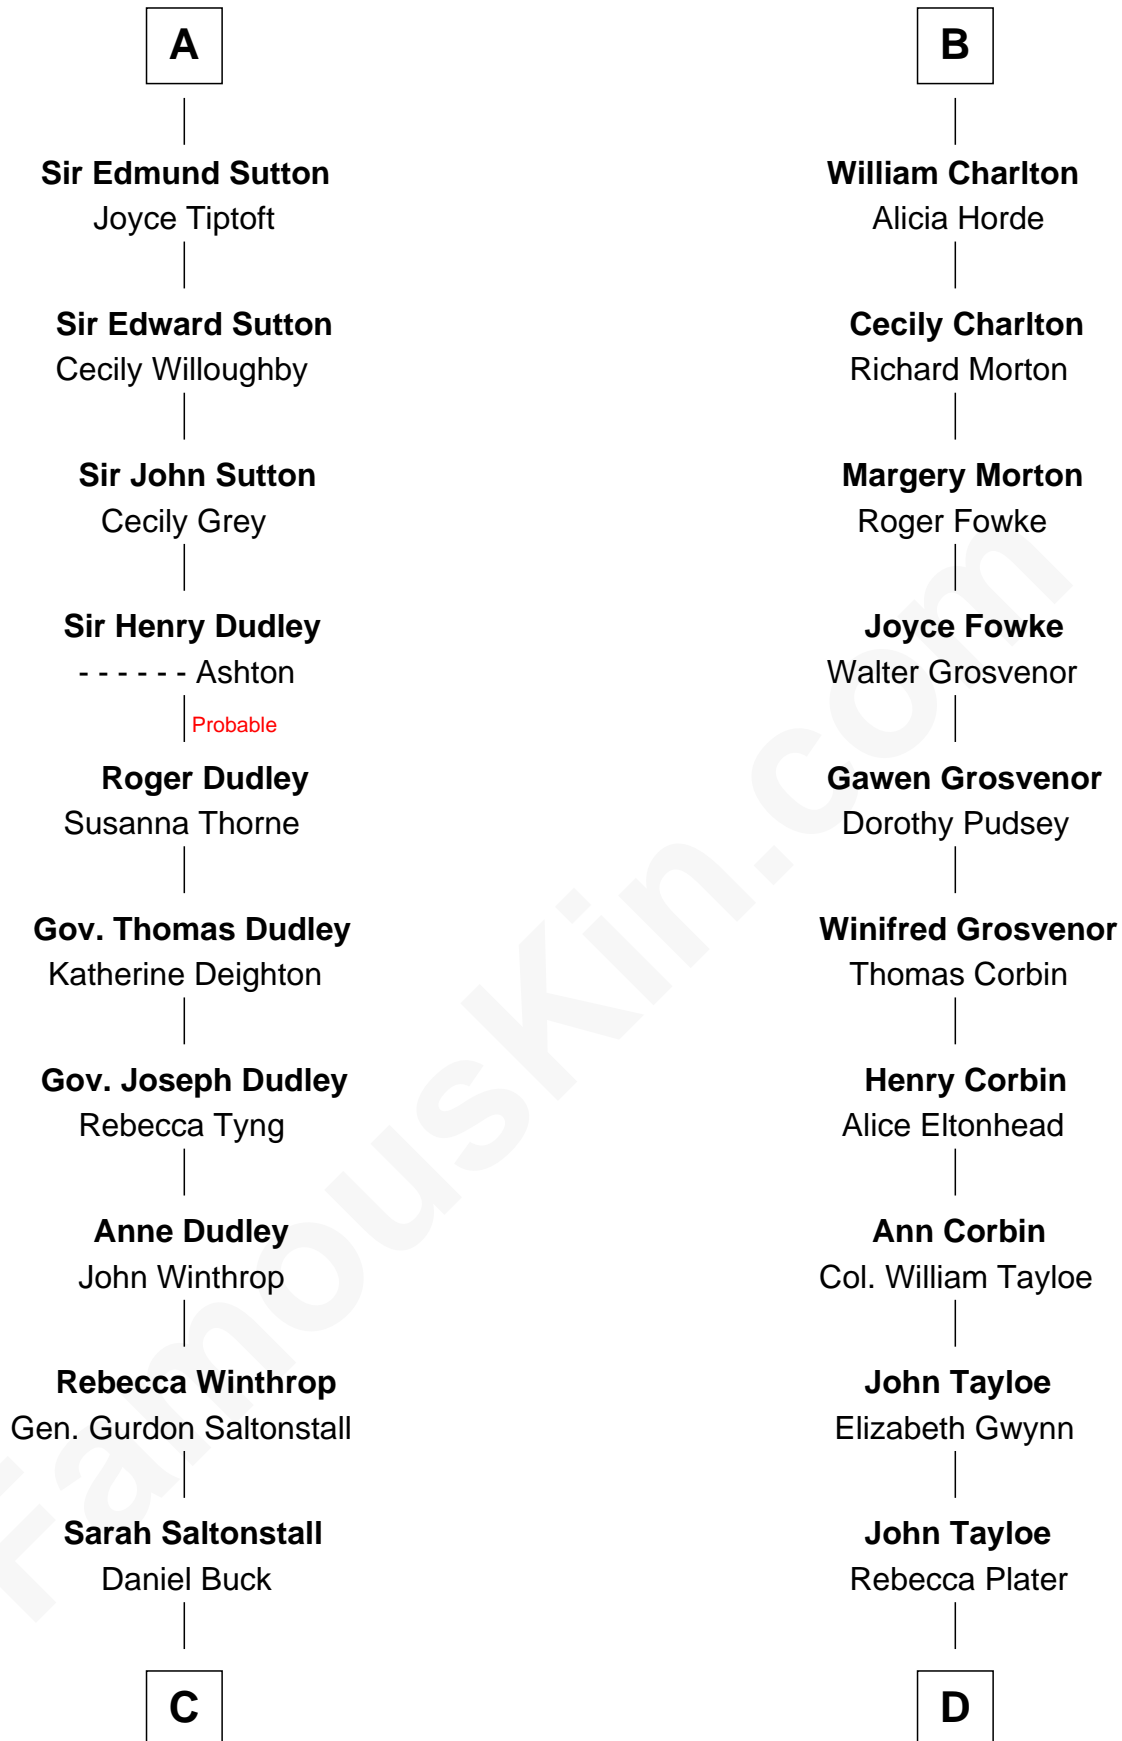 A
Sir Edmund Sutton
Joyce Tiptoft
Sir Edward Sutton
Cecily Willoughby
Sir John Sutton
Cecily Grey
Sir Henry Dudley
- - - - - - Ashton
Probable
Roger Dudley
Susanna Thorne
Gov. Thomas Dudley
Katherine Deighton
Gov. Joseph Dudley
Rebecca Tyng
Anne Dudley
John Winthrop
Rebecca Winthrop
Gen. Gurdon Saltonstall
Sarah Saltonstall
Daniel Buck
C
B
William Charlton
Alicia Horde
Cecily Charlton
Richard Morton
Margery Morton
Roger Fowke
Joyce Fowke
Walter Grosvenor
Gawen Grosvenor
Dorothy Pudsey
Winifred Grosvenor
Thomas Corbin
Henry Corbin
Alice Eltonhead
Ann Corbin
Col. William Tayloe
John Tayloe
Elizabeth Gwynn
John Tayloe
Rebecca Plater
D
FamousKin.com